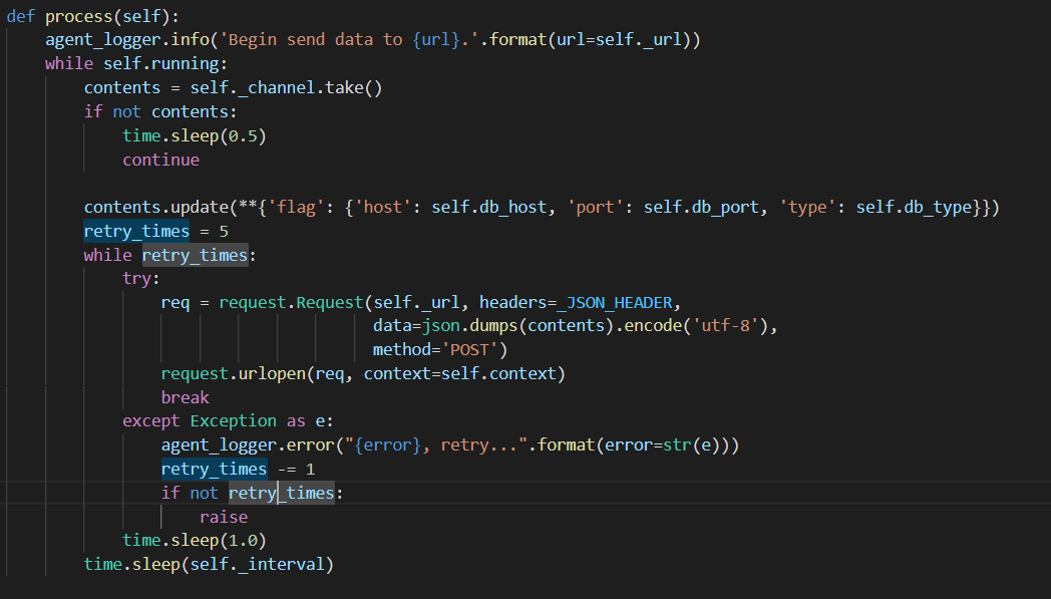 def process(self):
    agent_logger.info('Begin send data to {url}.'.format(url=self._url))
    while self.running:
        contents = self._channel.take()
        if not contents:
            time.sleep(0.5)
            continue

        contents.update(**{'flag': {'host': self.db_host, 'port': self.db_port, 'type': self.db_type}})
        retry_times = 5
        while retry_times:
            try:
                req = request.Request(self._url, headers=_JSON_HEADER,
                                      data=json.dumps(contents).encode('utf-8'),
                                      method='POST')
                request.urlopen(req, context=self.context)
                break
            except Exception as e:
                agent_logger.error("{error}, retry...".format(error=str(e)))
                retry_times -= 1
                if not retry_times:
                    raise
            time.sleep(1.0)
        time.sleep(self._interval)